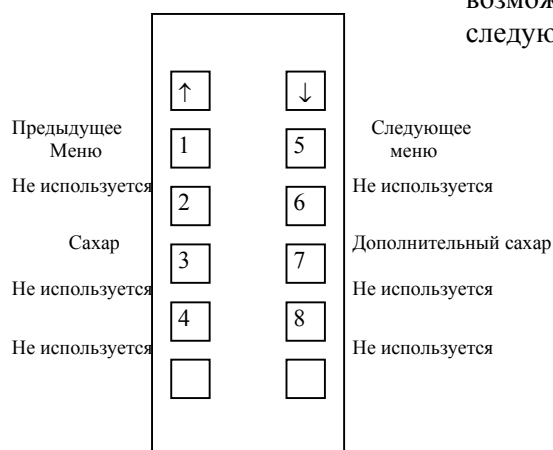 возмож
следую
↑ ↓
Предыдущее
Меню
1 5
Следующее
меню
Не используется
2 6
Не используется
Сахар
3 7
Дополнительный сахар
Не используется
4 8
Не используется
Не используется
Не используется